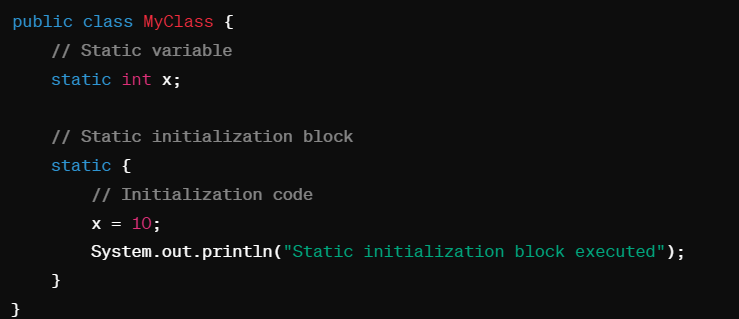 public class MyClass {
    // Static variable
    static int x;

    // Static initialization block
    static {
        // Initialization code
        x = 10;
        System.out.println("Static initialization block executed");
    }
}